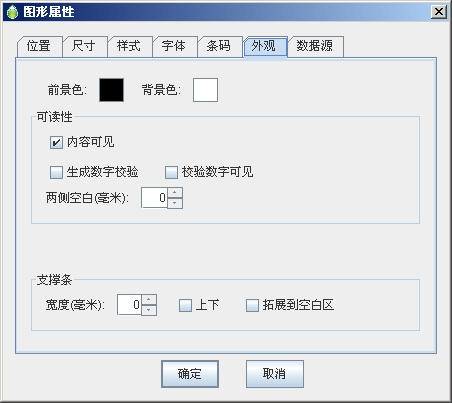 图形属性
位置 尺寸 样式 字体 条码 外观 数据源
前景色: 背景色:
可读性
内容可见
生成数字校验 校验数字可见
两侧空白(毫米): 0
支撑条
宽度(毫米): 0 上下 拓展到空白区
确定 取消